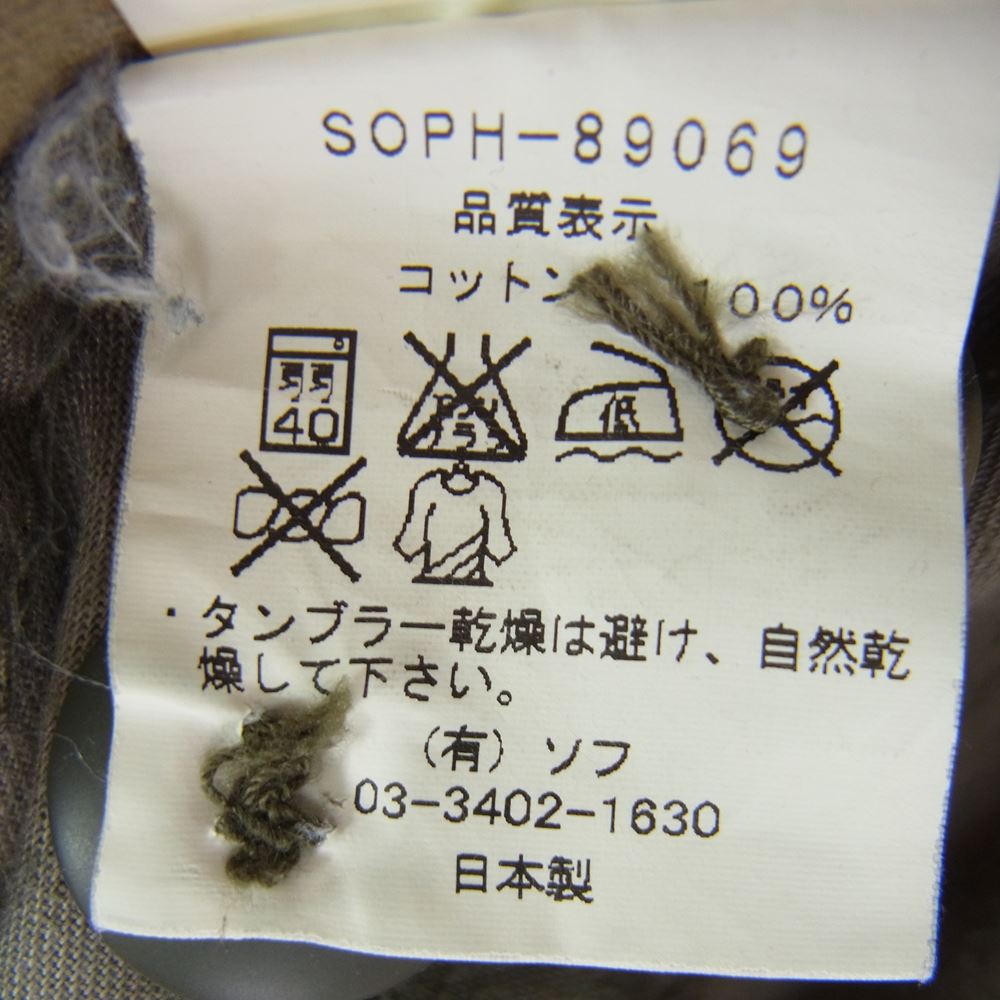 SOPH-89069
品質表示
コットン 100%
弱
40
低
・タンブラー乾燥は避け、自然乾
燥して下さい。
(有) ソフ
03-3402-1630
日本製